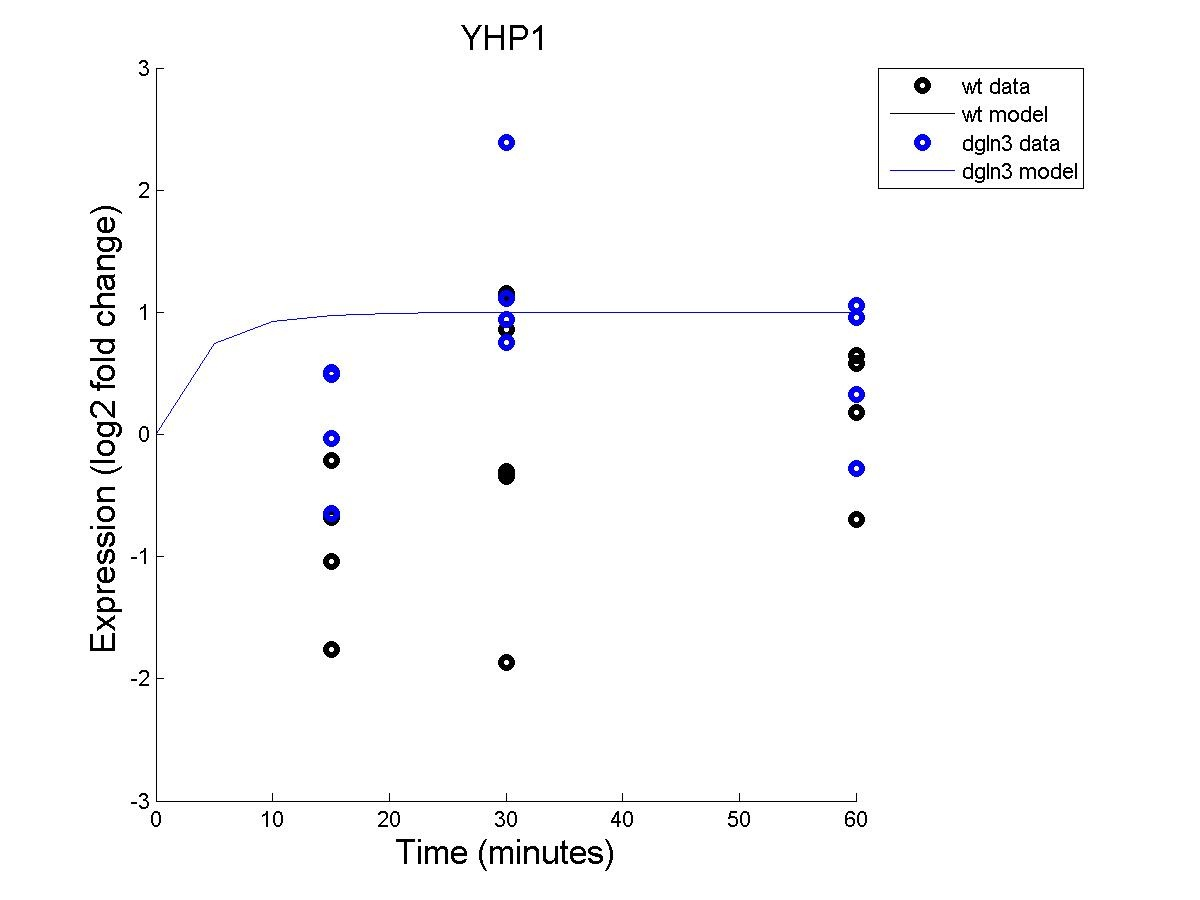 YHP1
wt data
wt model
dgln3 data
dgln3 model
Expression (log2 fold change)
3
2
1
0
-1
-2
-3
0 10 20 30 40 50 60
Time (minutes)